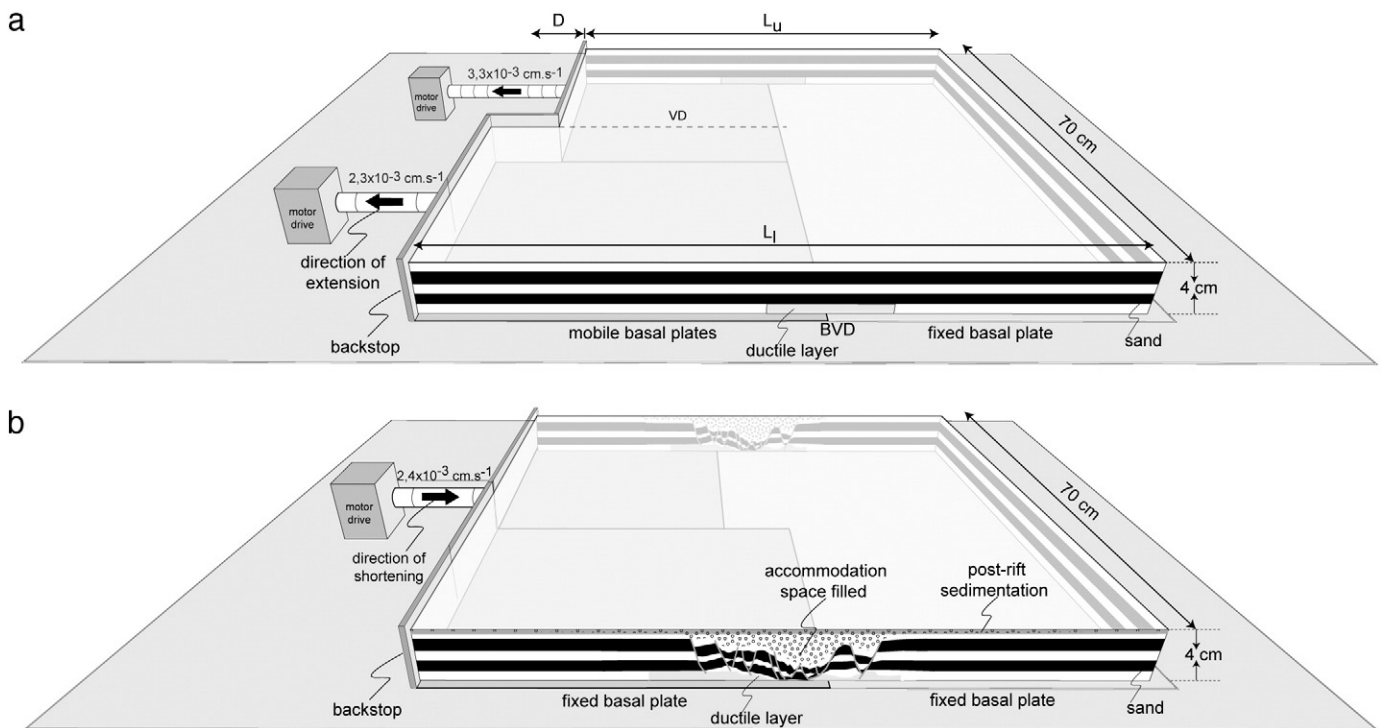 a
D
Lu
3,3x10-3 cm.s-1
motor
drive
VD
70 cm
2,3x10-3 cm.s-1
motor
drive
direction of
extension
Ll
4 cm
backstop
mobile basal plates
BVD
fixed basal plate
ductile layer
sand
b
2,4x10-3 cm.s-1
motor
drive
70 cm
direction of
shortening
accommodation
space filled
post-rift
sedimentation
4 cm
backstop
fixed basal plate
ductile layer
fixed basal plate
sand